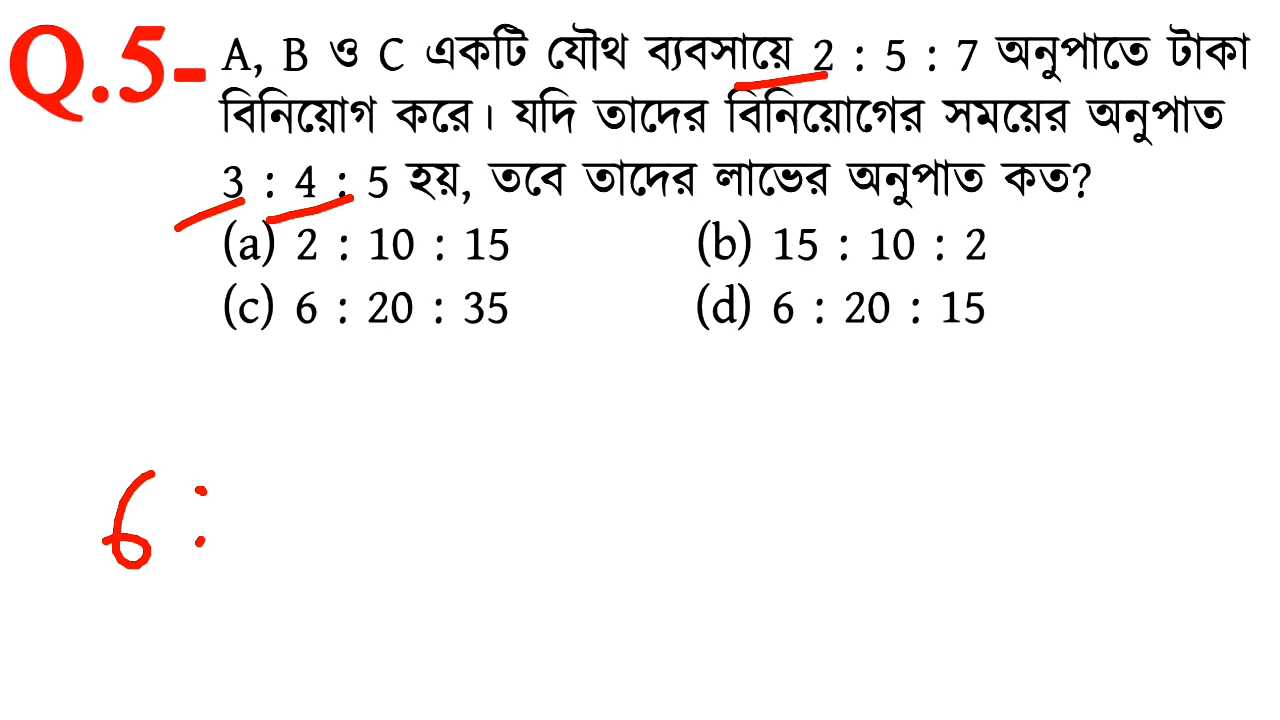 Q.5- A, B ও C একটি যৌথ ব্যবসায়ে 2 : 5 : 7 অনুপাতে টাকা
বিনিয়োগ করে। যদি তাদের বিনিয়োগের সময়ের অনুপাত
3 : 4 : 5 হয়, তবে তাদের লাভের অনুপাত কত?
(a) 2 : 10 : 15 (b) 15 : 10 : 2
(c) 6 : 20 : 35 (d) 6 : 20 : 15
6 :